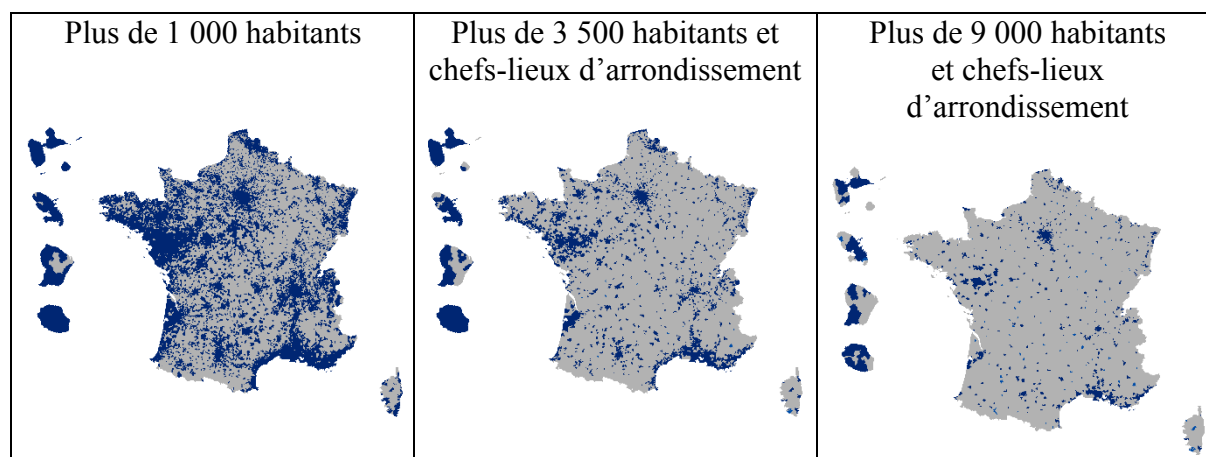 Plus de 1 000 habitants
Plus de 3 500 habitants et
chefs-lieux d’arrondissement
Plus de 9 000 habitants
et chefs-lieux
d’arrondissement